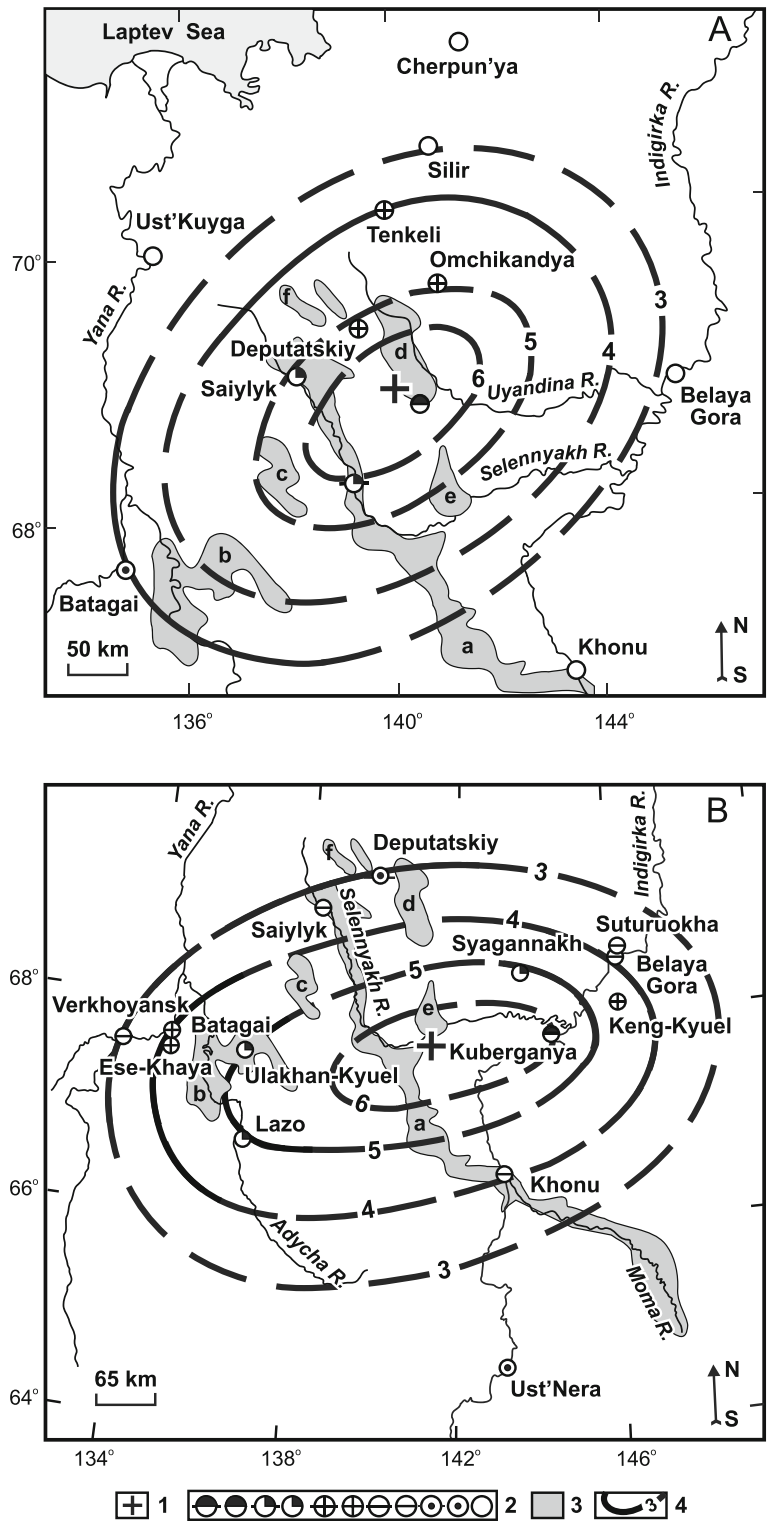 A
Laptev Sea
Cherpun'ya
Indigirka R.
Silir
Ust'Kuyga
Tenkeli
70°
Omchikandya
Yana R.
f
3
Deputatskiy
d
5
4
Saiylyk
6
Uyandina R.
Belaya
Gora
c
Selennyakh R.
e
68°
b
Batagai
50 km
a
Khonu
N
S
136°
140°
144°
B
Yana R.
Indigirka R.
f
Deputatskiy
3
Selennyakh R.
d
4
Suturuokha
Saiylyk
Syagannakh
68°
c
5
Belaya
Gora
Verkhoyansk
Batagai
e
Keng-Kyuel
Ese-Khaya
Ulakhan-Kyuel
Kuberganya
b
6
a
Lazo
5
66°
Khonu
4
Adycha R.
3
Moma R.
65 km
N
Ust'Nera
S
64°
134°
138°
142°
146°
1
2
3
3
4